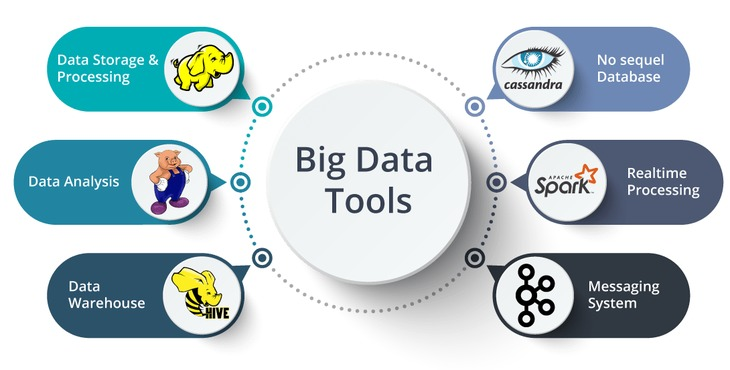 Data Storage &
Processing
Data Analysis
Data
Warehouse
HIVE
Big Data
Tools
cassandra
No sequel
Database
APACHE
Spark
Realtime
Processing
Messaging
System